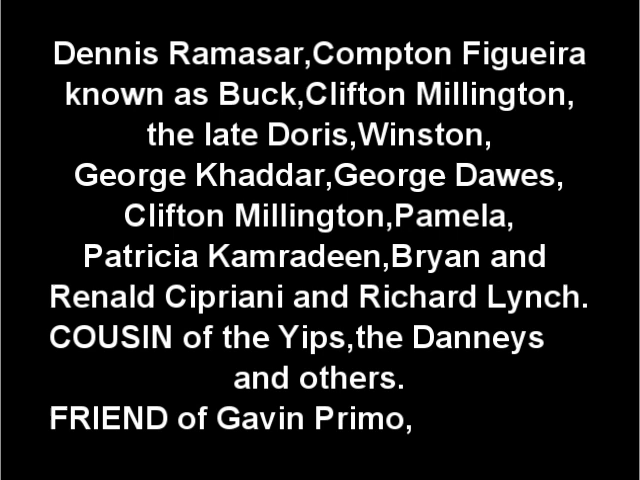 Dennis Ramasar,Compton Figueira
known as Buck,Clifton Millington,
the late Doris,Winston,
George Khaddar,George Dawes,
Clifton Millington,Pamela,
Patricia Kamradeen,Bryan and
Renald Cipriani and Richard Lynch.
COUSIN of the Yips,the Danneys
and others.
FRIEND of Gavin Primo,